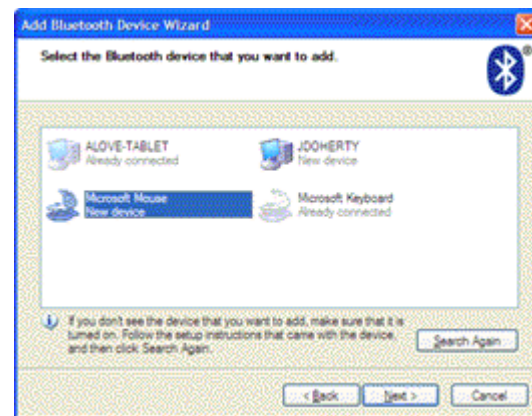 Add Bluetooth Device Wizard
Select the Bluetooth device that you want to add.
®
ALOVE-TABLET
Already connected
JDOHERTY
New device
Microsoft Mouse
New device
Microsoft Keyboard
Already connected
If you don't see the device that you want to add, make sure that it is
turned on. Follow the setup instructions that came with the device,
and then click Search Again.
Search Again
< Back
Next >
Cancel